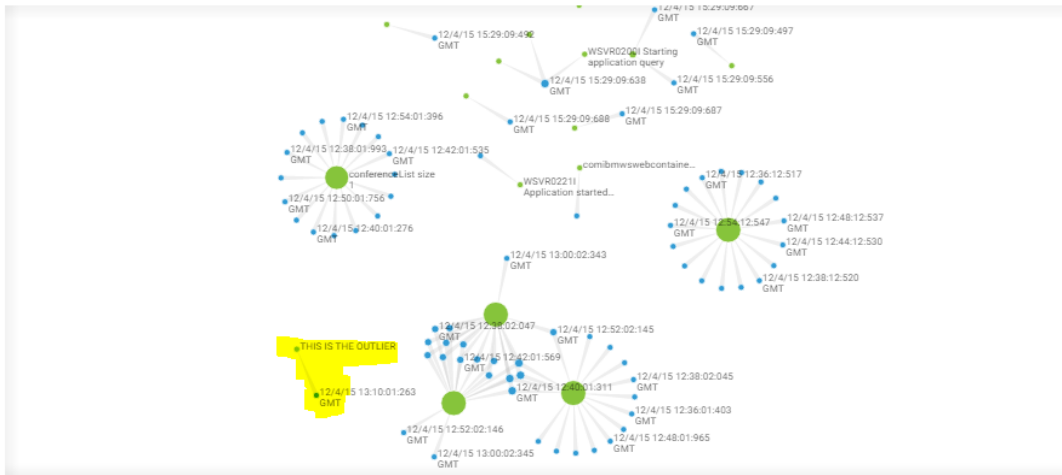 12/4/15 15:29:09:667
GMT
12/4/15 15:29:09:492
GMT
12/4/15 15:29:09:497
GMT
WSVR0200I Starting
application query
12/4/15 15:29:09:638
GMT
12/4/15 15:29:09:556
GMT
12/4/15 12:54:01:396
GMT
12/4/15 15:29:09:688
GMT
12/4/15 15:29:09:687
GMT
12/4/15 12:38:01:993
GMT
12/4/15 12:42:01:535
GMT
conferenceList size
1
comibmwswebcontaine...
WSVR0221I
Application started...
12/4/15 12:36:12:517
GMT
12/4/15 12:50:01:756
GMT
12/4/15 12:40:01:276
GMT
12/4/15 12:54:12:547
GMT
12/4/15 12:48:12:537
GMT
12/4/15 12:44:12:530
GMT
12/4/15 12:38:12:520
GMT
12/4/15 13:00:02:343
GMT
12/4/15 12:38:02:047
GMT
12/4/15 12:52:02:145
GMT
THIS IS THE OUTLIER
12/4/15 12:42:01:569
GMT
12/4/15 13:10:01:263
GMT
12/4/15 12:40:01:311
GMT
12/4/15 12:38:02:045
GMT
12/4/15 12:36:01:403
GMT
12/4/15 12:52:02:146
GMT
12/4/15 12:48:01:965
GMT
12/4/15 13:00:02:345
GMT